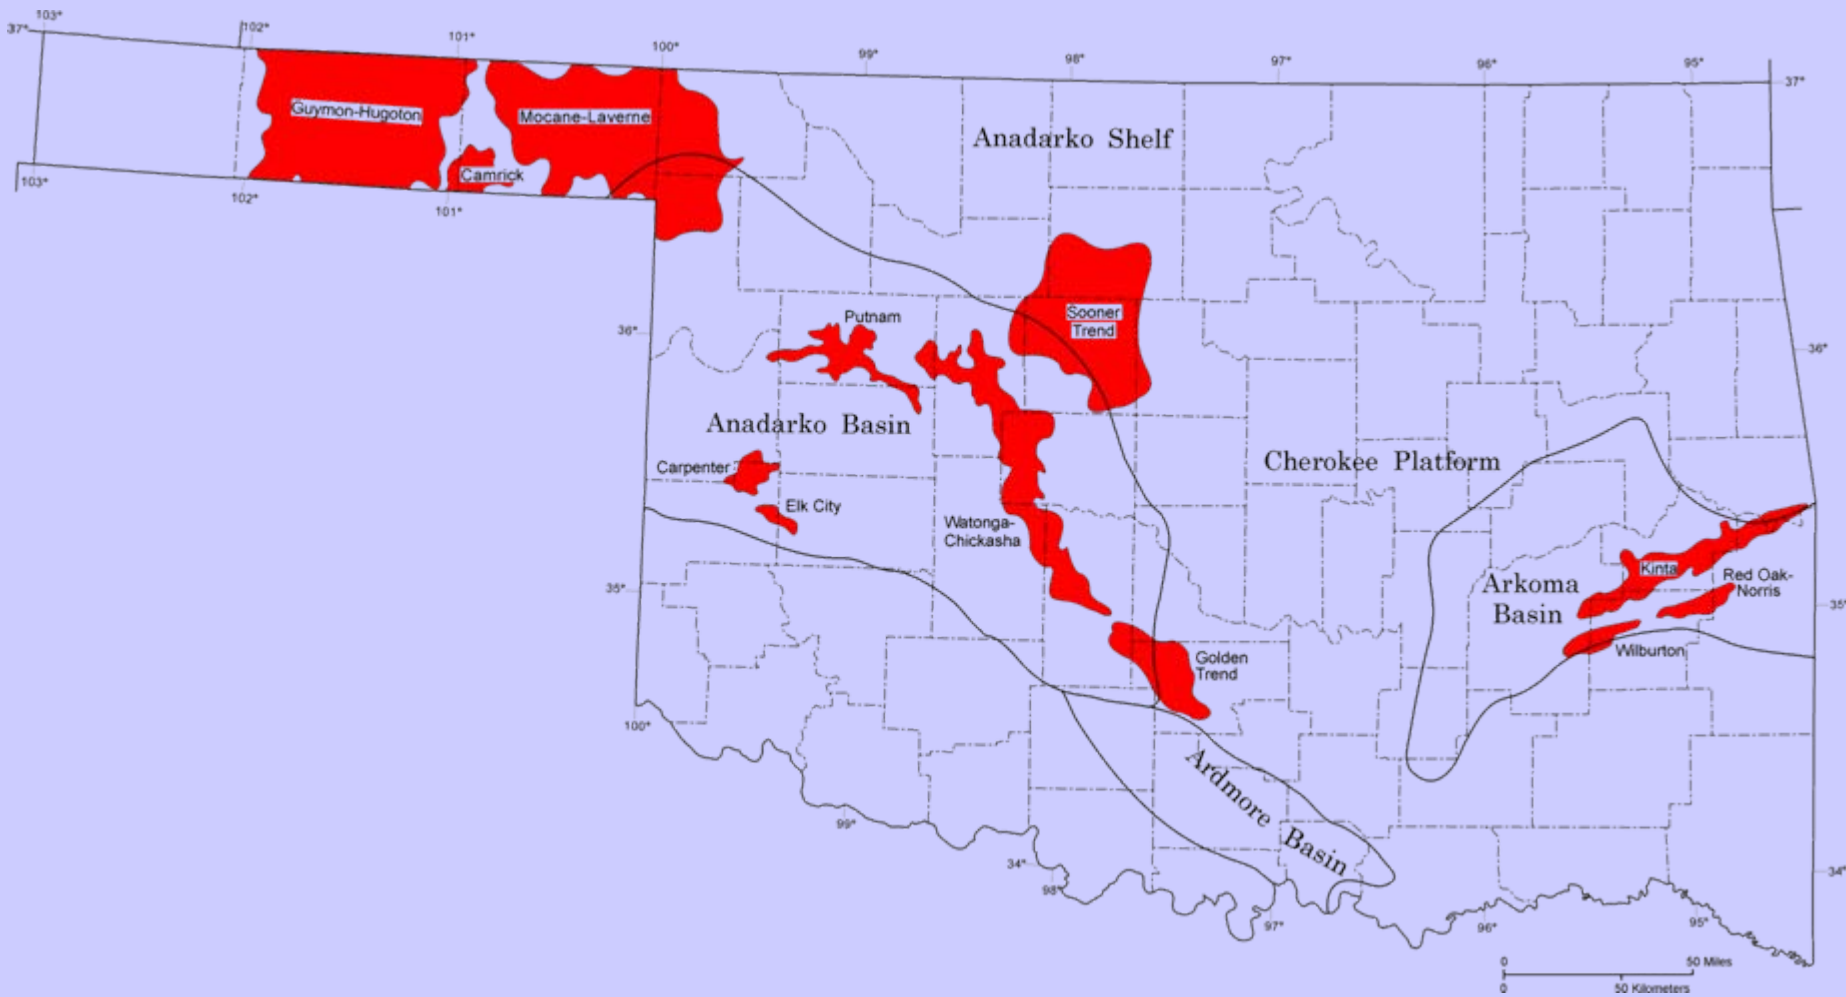 103°
37°
102°
101°
100°
99°
98°
97°
96°
95°
37°
Guymon-Hugoton
Mocane-Laverne
Anadarko Shelf
Camrick
103°
102°
101°
Putnam
Sooner
Trend
36°
36°
Anadarko Basin
Cherokee Platform
Carpenter
Elk City
Watonga-
Chickasha
Kinta
Red Oak-
Norris
Arkoma
Basin
35°
35°
Wilburton
Golden
Trend
100°
Ardmore Basin
99°
34°
98°
34°
97°
96°
95°
0 50 Miles
0 50 Kilometers